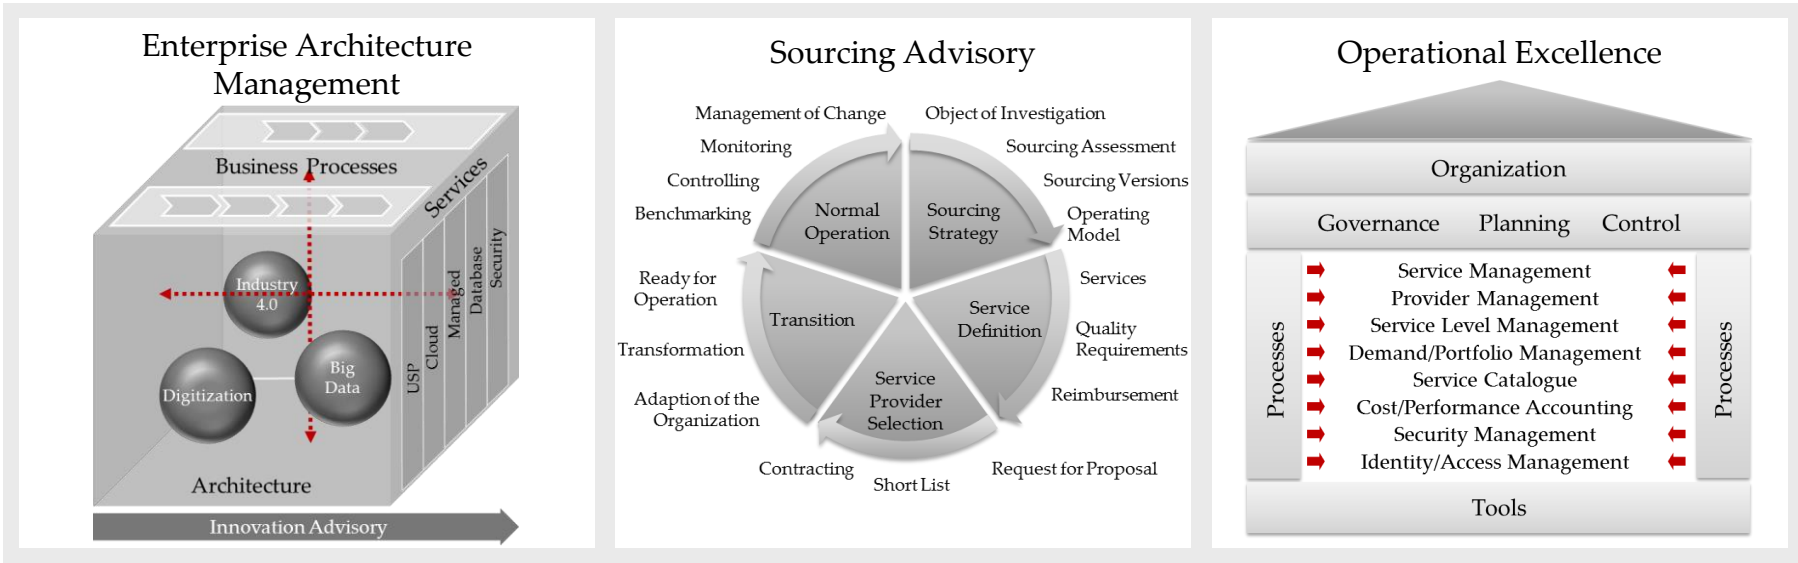 Enterprise Architecture
Management
Business Processes
Services
Industry
4.0
Digitization
Big
Data
USP
Cloud
Managed
Database
Security
Architecture
Innovation Advisory
Sourcing Advisory
Management of Change
Monitoring
Controlling
Benchmarking
Object of Investigation
Sourcing Assessment
Sourcing Versions
Operating
Model
Normal
Operation
Sourcing
Strategy
Ready for
Operation
Transformation
Adaption of the
Organization
Transition
Service
Definition
Services
Quality
Requirements
Reimbursement
Service
Provider
Selection
Contracting
Short List
Request for Proposal
Operational Excellence
Organization
Governance Planning Control
Processes
Service Management
Provider Management
Service Level Management
Demand/Portfolio Management
Service Catalogue
Cost/Performance Accounting
Security Management
Identity/Access Management
Processes
Tools